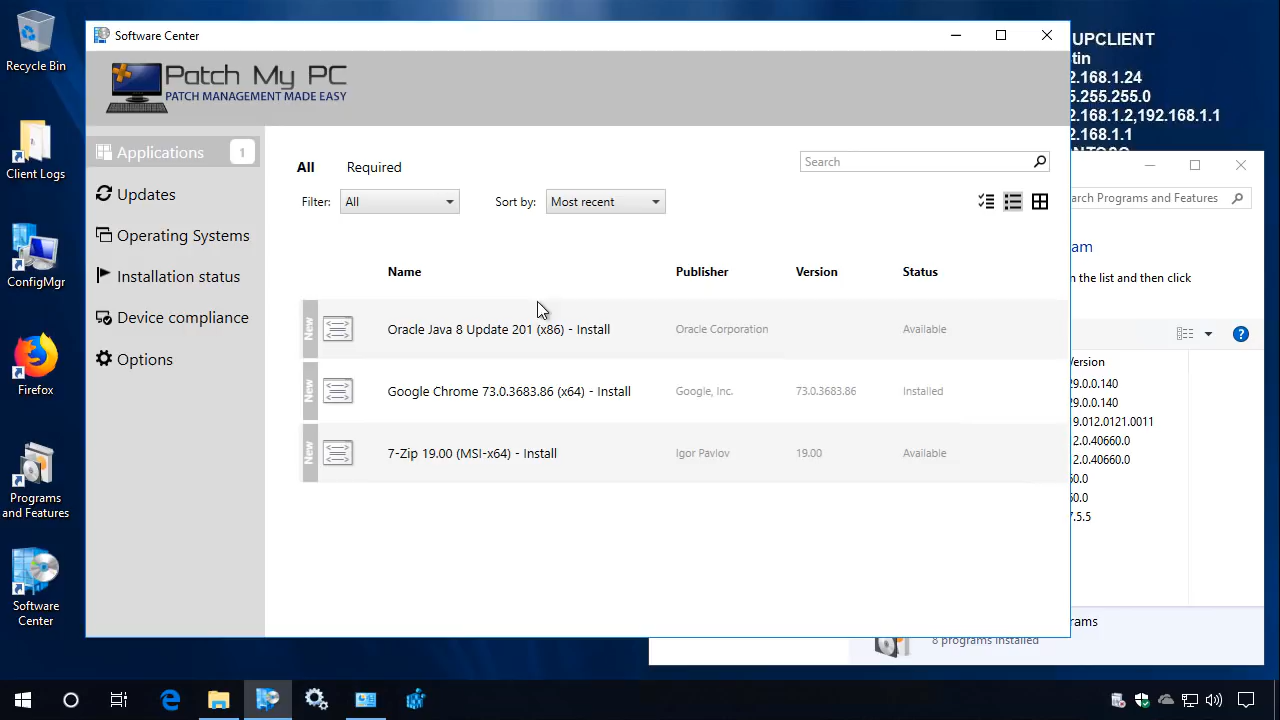 Recycle Bin
Client Logs
ConfigMgr
Firefox
Programs
and Features
Software
Center
Software Center
Patch My PC
PATCH MANAGEMENT MADE EASY
Applications 1
Updates
Operating Systems
Installation status
Device compliance
Options
All Required
Search
Filter: All Sort by: Most recent
Name Publisher Version Status
New Oracle Java 8 Update 201 (x86) - Install Oracle Corporation Available
New Google Chrome 73.0.3683.86 (x64) - Install Google, Inc. 73.0.3683.86 Installed
New 7-Zip 19.00 (MSI-x64) - Install Igor Pavlov 19.00 Available
UPCLIENT
tin
2.168.1.24
5.255.255.0
2.168.1.2,192.168.1.1
2.168.1.1
arch Programs and Features
am
n the list and then click
ersion
29.0.0.140
29.0.0.140
19.012.0121.0011
2.0.40660.0
2.0.40660.0
60.0
60.0
7.5.5
rams
8 programs installed